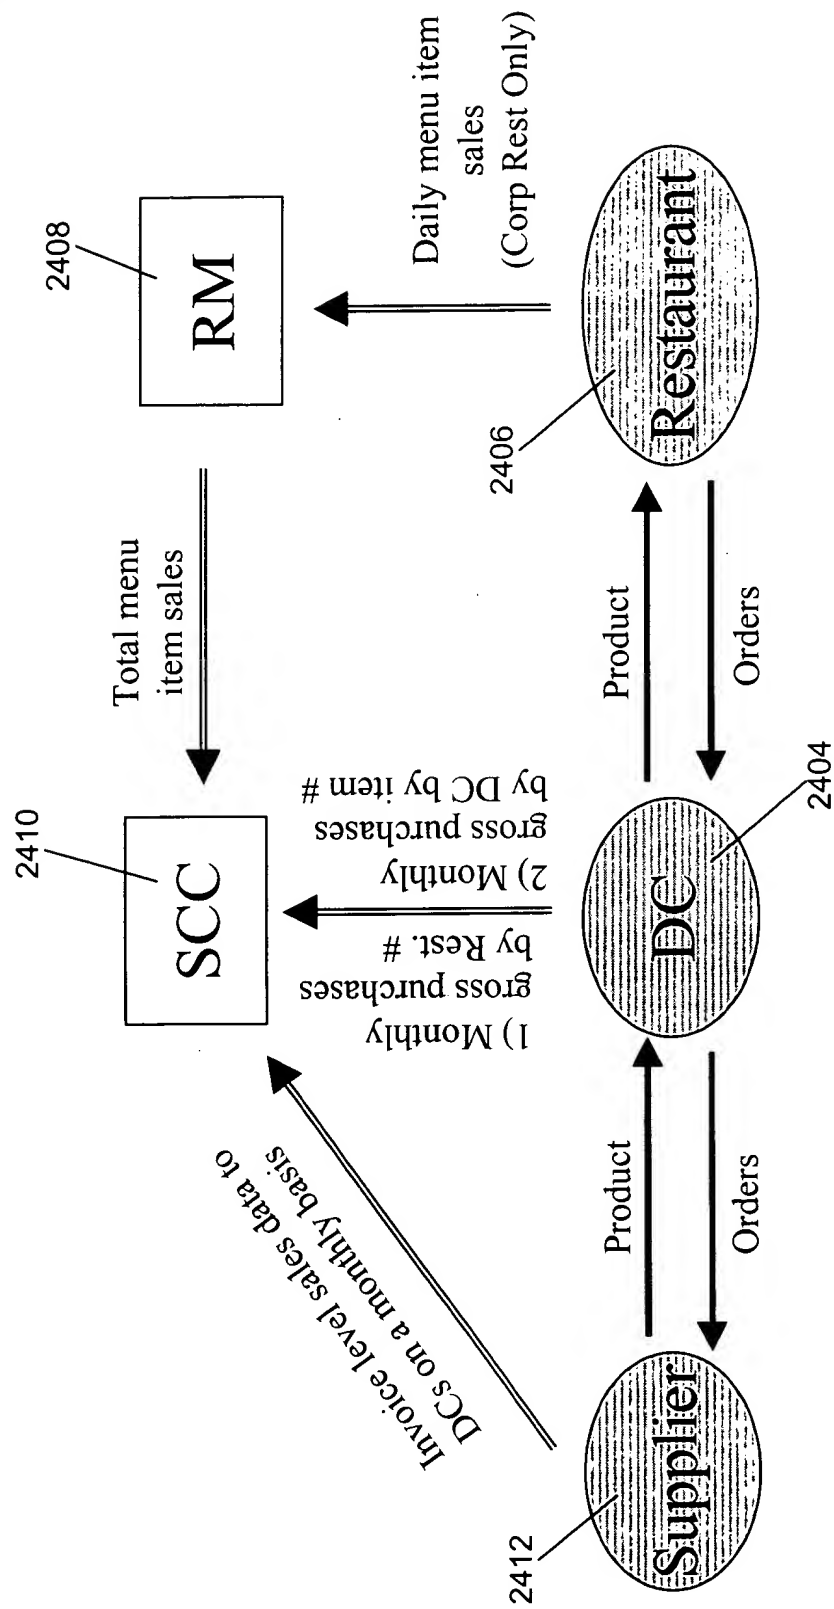 2410
SCC
Total menu
item sales
2408
RM
Invoice level sales data to
DCs on a monthly basis
1) Monthly
gross purchases
by Rest. #
2) Monthly
gross purchases
by DC by item #
Daily menu item
sales
(Corp Rest Only)
2412
Supplier
Product
Orders
DC
2404
Product
Orders
2406
Restaurant